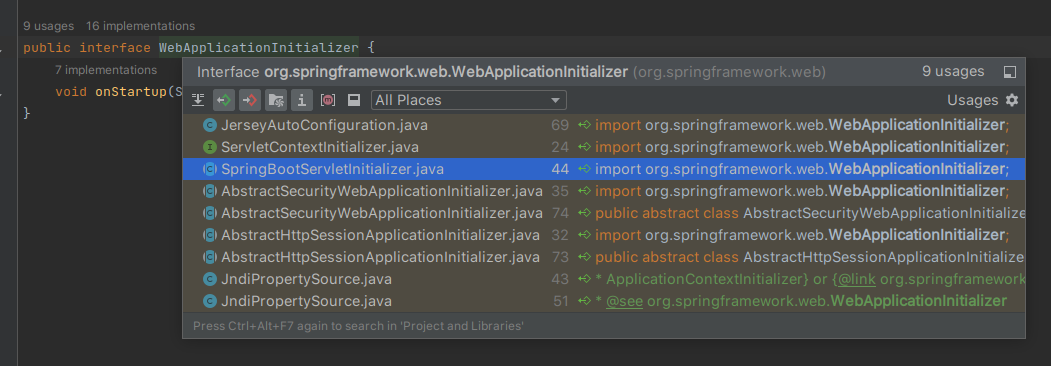 9 usages 16 implementations
public interface WebApplicationInitializer {
7 implementations
void onStartup(S
}
Interface org.springframework.web.WebApplicationInitializer (org.springframework.web) 9 usages
All Places Usages
JerseyAutoConfiguration.java 69 import org.springframework.web.WebApplicationInitializer;
ServletContextInitializer.java 24 import org.springframework.web.WebApplicationInitializer;
SpringBootServletInitializer.java 44 import org.springframework.web.WebApplicationInitializer;
AbstractSecurityWebApplicationInitializer.java 35 import org.springframework.web.WebApplicationInitializer;
AbstractSecurityWebApplicationInitializer.java 74 public abstract class AbstractSecurityWebApplicationInitialize
AbstractHttpSessionApplicationInitializer.java 32 import org.springframework.web.WebApplicationInitializer;
AbstractHttpSessionApplicationInitializer.java 73 public abstract class AbstractHttpSessionApplicationInitialize
JndiPropertySource.java 43 * ApplicationContextInitializer} or {@link org.springframework
JndiPropertySource.java 51 * @see org.springframework.web.WebApplicationInitializer
Press Ctrl+Alt+F7 again to search in 'Project and Libraries'